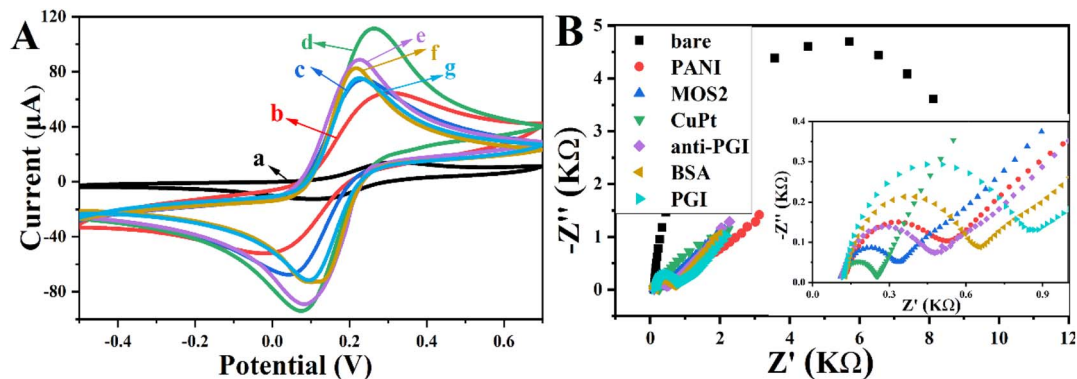 A
Current (μA)
120
80
40
0
-40
-80
a
b
c
d
e
f
g
-0.4
-0.2
0.0
0.2
0.4
0.6
Potential (V)
B
-Z'' (KΩ)
5
4
3
2
1
0
bare
PANI
MOS2
CuPt
anti-PGI
BSA
PGI
0
2
4
6
8
10
12
Z' (KΩ)
-Z'' (KΩ)
0.4
0.3
0.2
0.1
0.0
0.0
0.3
0.6
0.9
Z' (KΩ)